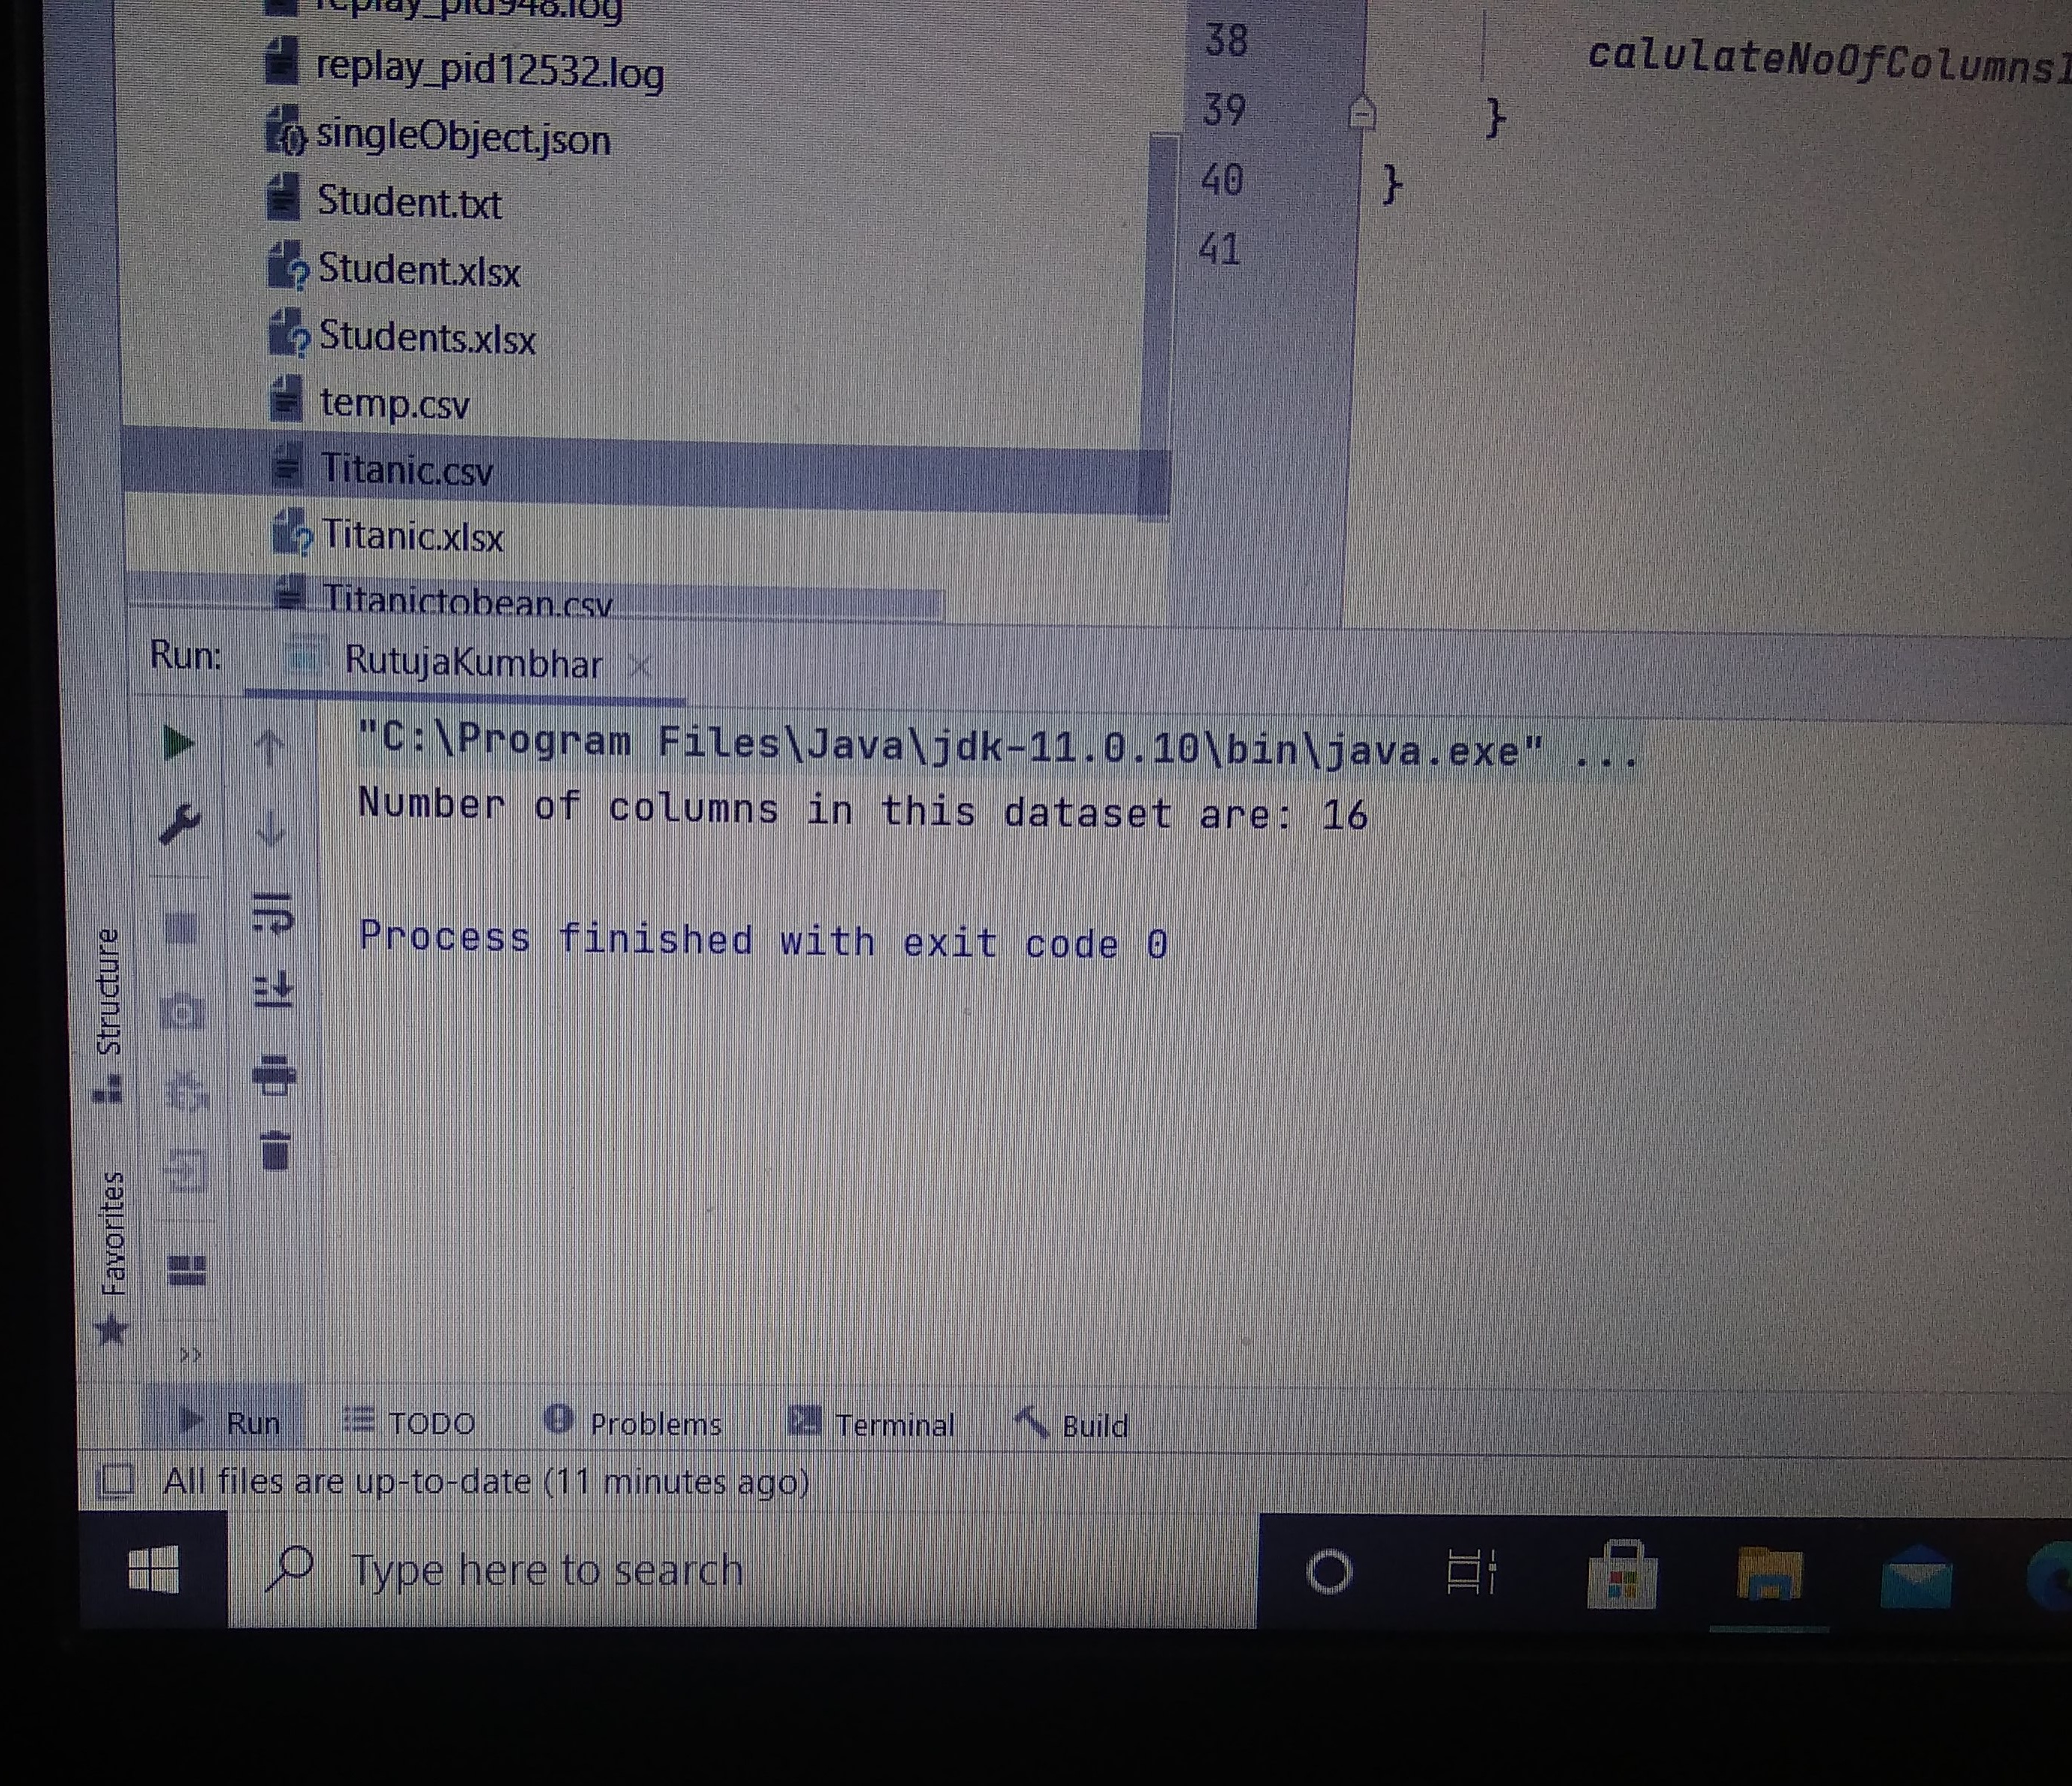 replay_pid948.log
replay_pid12532.log
singleObject.json
Student.txt
Student.xlsx
Students.xlsx
temp.csv
Titanic.csv
Titanic.xlsx
Titanictobean.csv
38
39
40
41
calulateNoOfColumnsI
}
}
Run:
RutujaKumbhar
"C:\Program Files\Java\jdk-11.0.10\bin\java.exe" ...
Number of columns in this dataset are: 16
Process finished with exit code 0
Structure
Favorites
Run
TODO
Problems
Terminal
Build
All files are up-to-date (11 minutes ago)
Type here to search